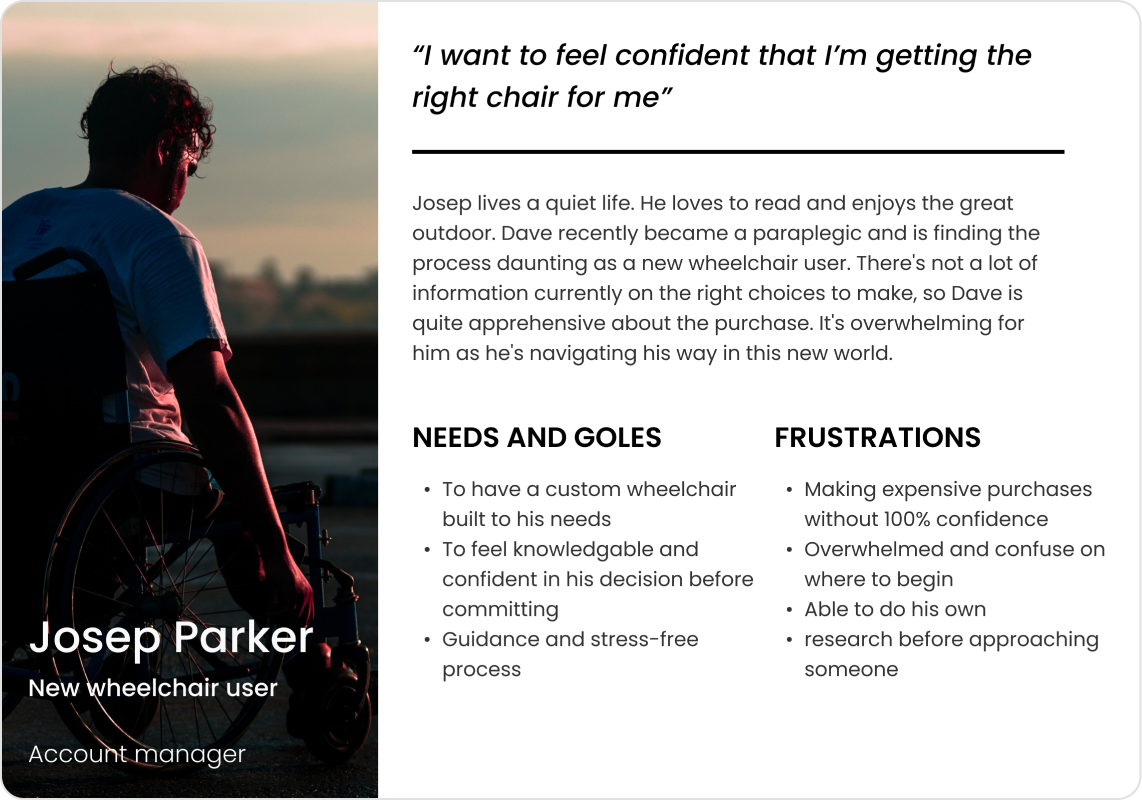 “I want to feel confident that I’m getting the
right chair for me”
Josep lives a quiet life. He loves to read and enjoys the great
outdoor. Dave recently became a paraplegic and is finding the
process daunting as a new wheelchair user. There's not a lot of
information currently on the right choices to make, so Dave is
quite apprehensive about the purchase. It's overwhelming for
him as he's navigating his way in this new world.
NEEDS AND GOLES
• To have a custom wheelchair
built to his needs
• To feel knowledgable and
confident in his decision before
committing
• Guidance and stress-free
process
FRUSTRATIONS
• Making expensive purchases
without 100% confidence
• Overwhelmed and confuse on
where to begin
• Able to do his own
• research before approaching
someone
Josep Parker
New wheelchair user
Account manager